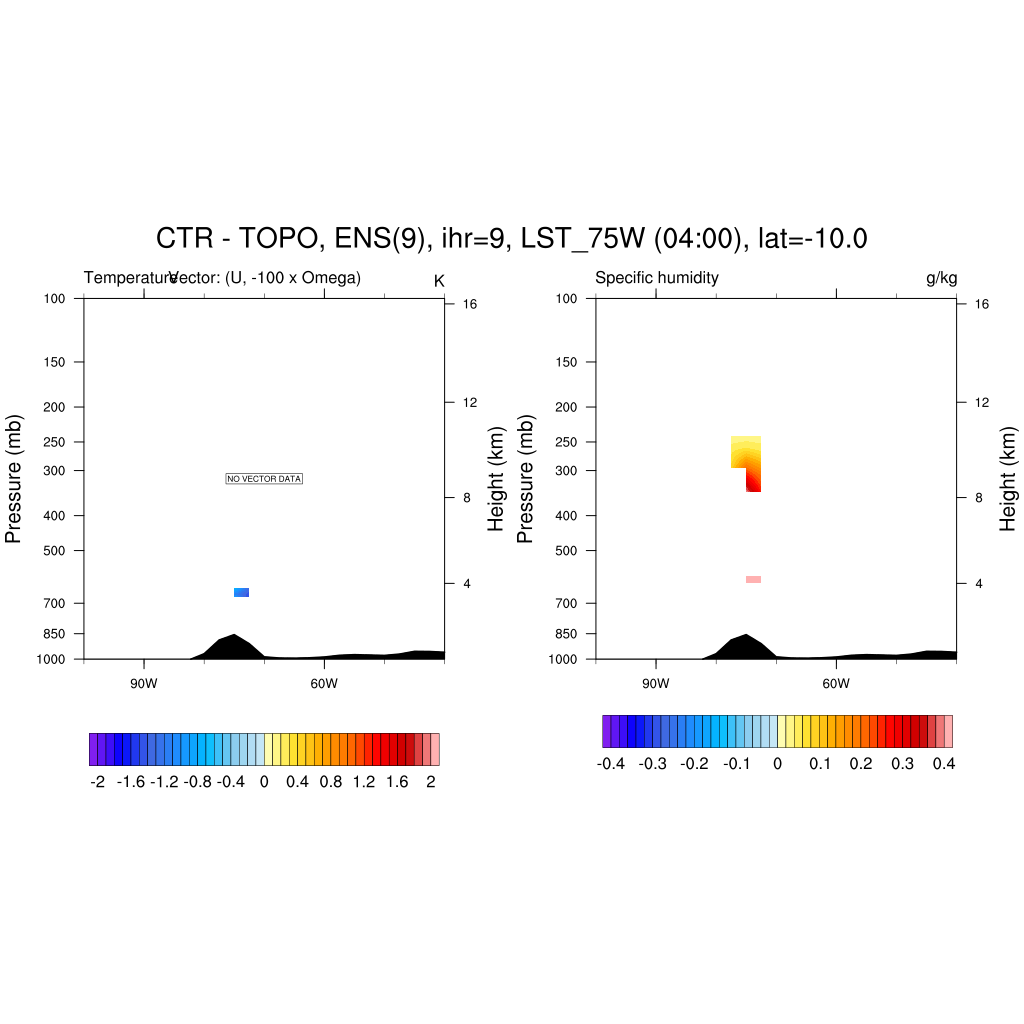 CTR - TOPO, ENS(9), ihr=9, LST_75W (04:00), lat=-10.0
Temperature Vector: (U, -100 x Omega) K
Pressure (mb)
100
150
200
250
300
400
500
700
850
1000
NO VECTOR DATA
16
12
8
4
Height (km)
90W 60W
-2 -1.6 -1.2 -0.8 -0.4 0 0.4 0.8 1.2 1.6 2
Specific humidity g/kg
Pressure (mb)
100
150
200
250
300
400
500
700
850
1000
16
12
8
4
Height (km)
90W 60W
-0.4 -0.3 -0.2 -0.1 0 0.1 0.2 0.3 0.4